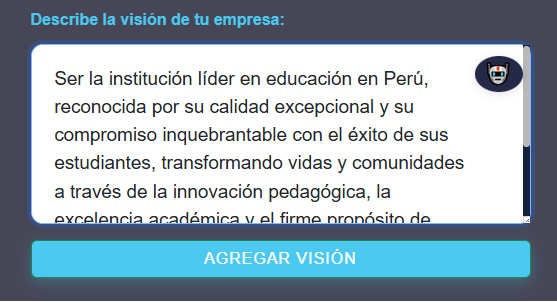 Describe la visión de tu empresa:
Ser la institución líder en educación en Perú,
reconocida por su calidad excepcional y su
compromiso inquebrantable con el éxito de sus
estudiantes, transformando vidas y comunidades
a través de la innovación pedagógica, la
excelencia académica y el firme propósito de
AGREGAR VISIÓN